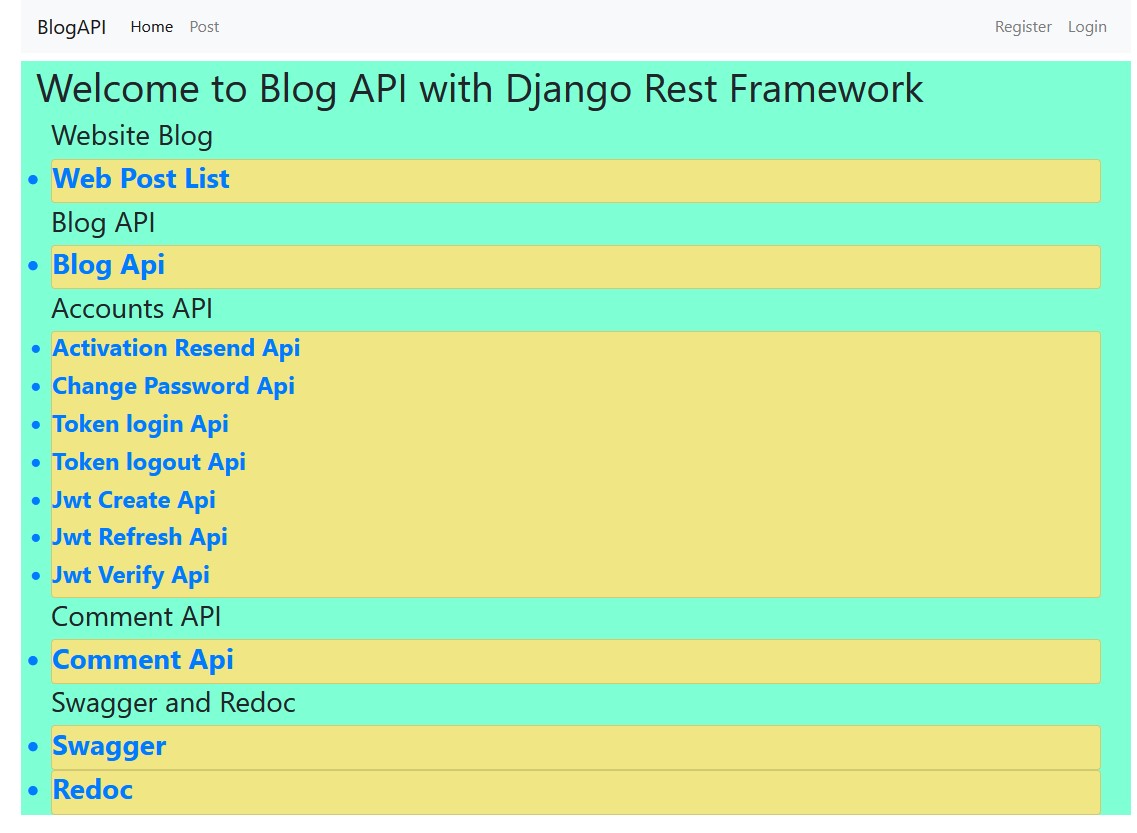 BlogAPI Home Post Register Login
Welcome to Blog API with Django Rest Framework
Website Blog
Web Post List
Blog API
Blog Api
Accounts API
Activation Resend Api
Change Password Api
Token login Api
Token logout Api
Jwt Create Api
Jwt Refresh Api
Jwt Verify Api
Comment API
Comment Api
Swagger and Redoc
Swagger
Redoc